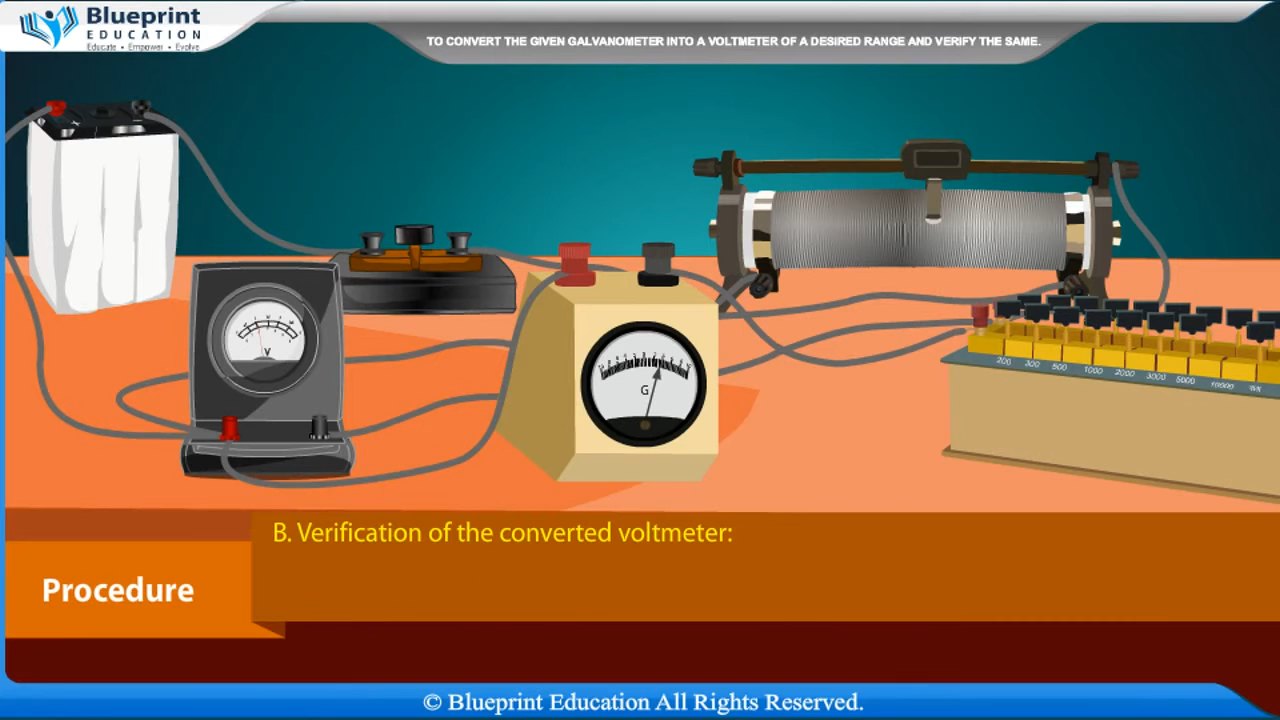 Blueprint
EDUCATION
Educate • Empower • Evolve
TO CONVERT THE GIVEN GALVANOMETER INTO A VOLTMETER OF A DESIRED RANGE AND VERIFY THE SAME.
V
G
200 300 500 1000 2000 3000 5000 10000
B. Verification of the converted voltmeter:
Procedure
© Blueprint Education All Rights Reserved.